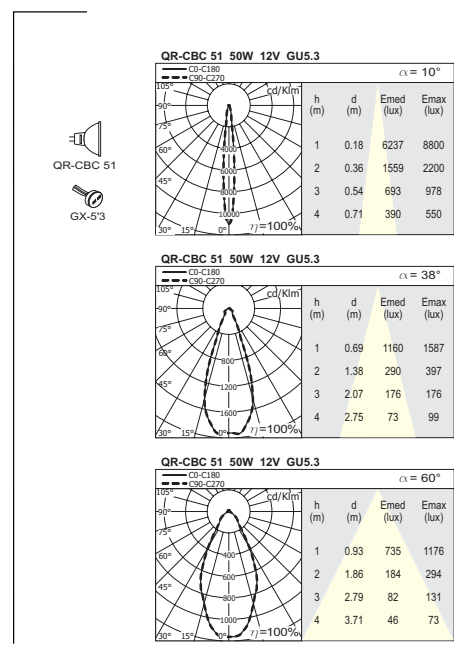 QR-CBC 51
GX-5'3
QR-CBC 51 50W 12V GU5.3
C0-C180
C90-C270
α = 10°
105°
cd/Klm
90°
75°
60°
45°
30° 15° 0°
4000
6000
8000
10000
η=100%
h (m) d (m) Emed (lux) Emax (lux)
1 0.18 6237 8800
2 0.36 1559 2200
3 0.54 693 978
4 0.71 390 550
QR-CBC 51 50W 12V GU5.3
C0-C180
C90-C270
α = 38°
105°
cd/Klm
90°
75°
60°
45°
30° 15° 0°
800
1200
1600
η=100%
h (m) d (m) Emed (lux) Emax (lux)
1 0.69 1160 1587
2 1.38 290 397
3 2.07 176 176
4 2.75 73 99
QR-CBC 51 50W 12V GU5.3
C0-C180
C90-C270
α = 60°
105°
cd/Klm
90°
75°
60°
45°
30° 15° 0°
400
600
800
1000
η=100%
h (m) d (m) Emed (lux) Emax (lux)
1 0.93 735 1176
2 1.86 184 294
3 2.79 82 131
4 3.71 46 73